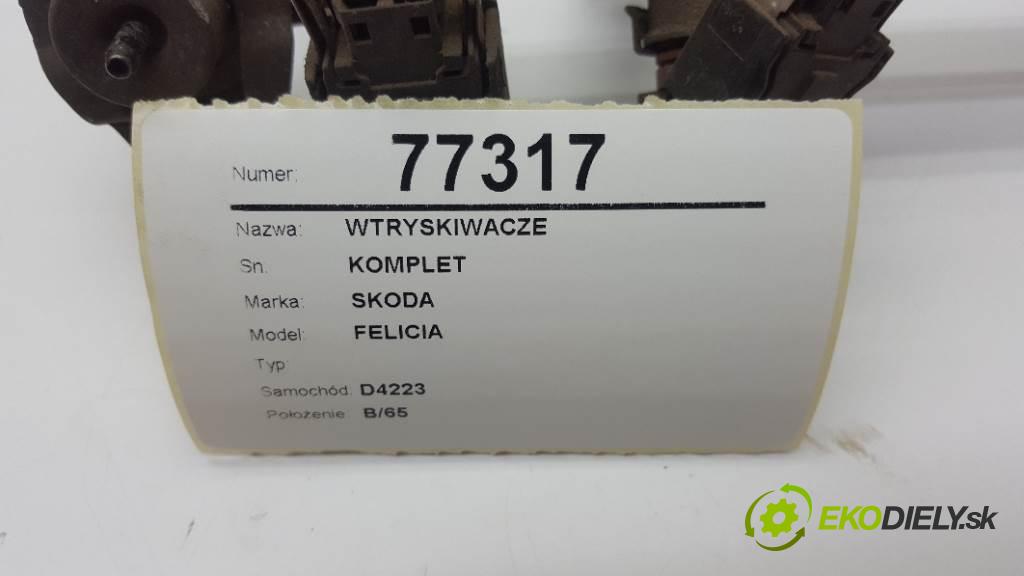 Numer: 77317
Nazwa: WTRYSKIWACZE
Sn. KOMPLET
Marka: SKODA
Model: FELICIA
Typ:
Samochód: D4223
Położenie: B/65
EKODIELY.sk